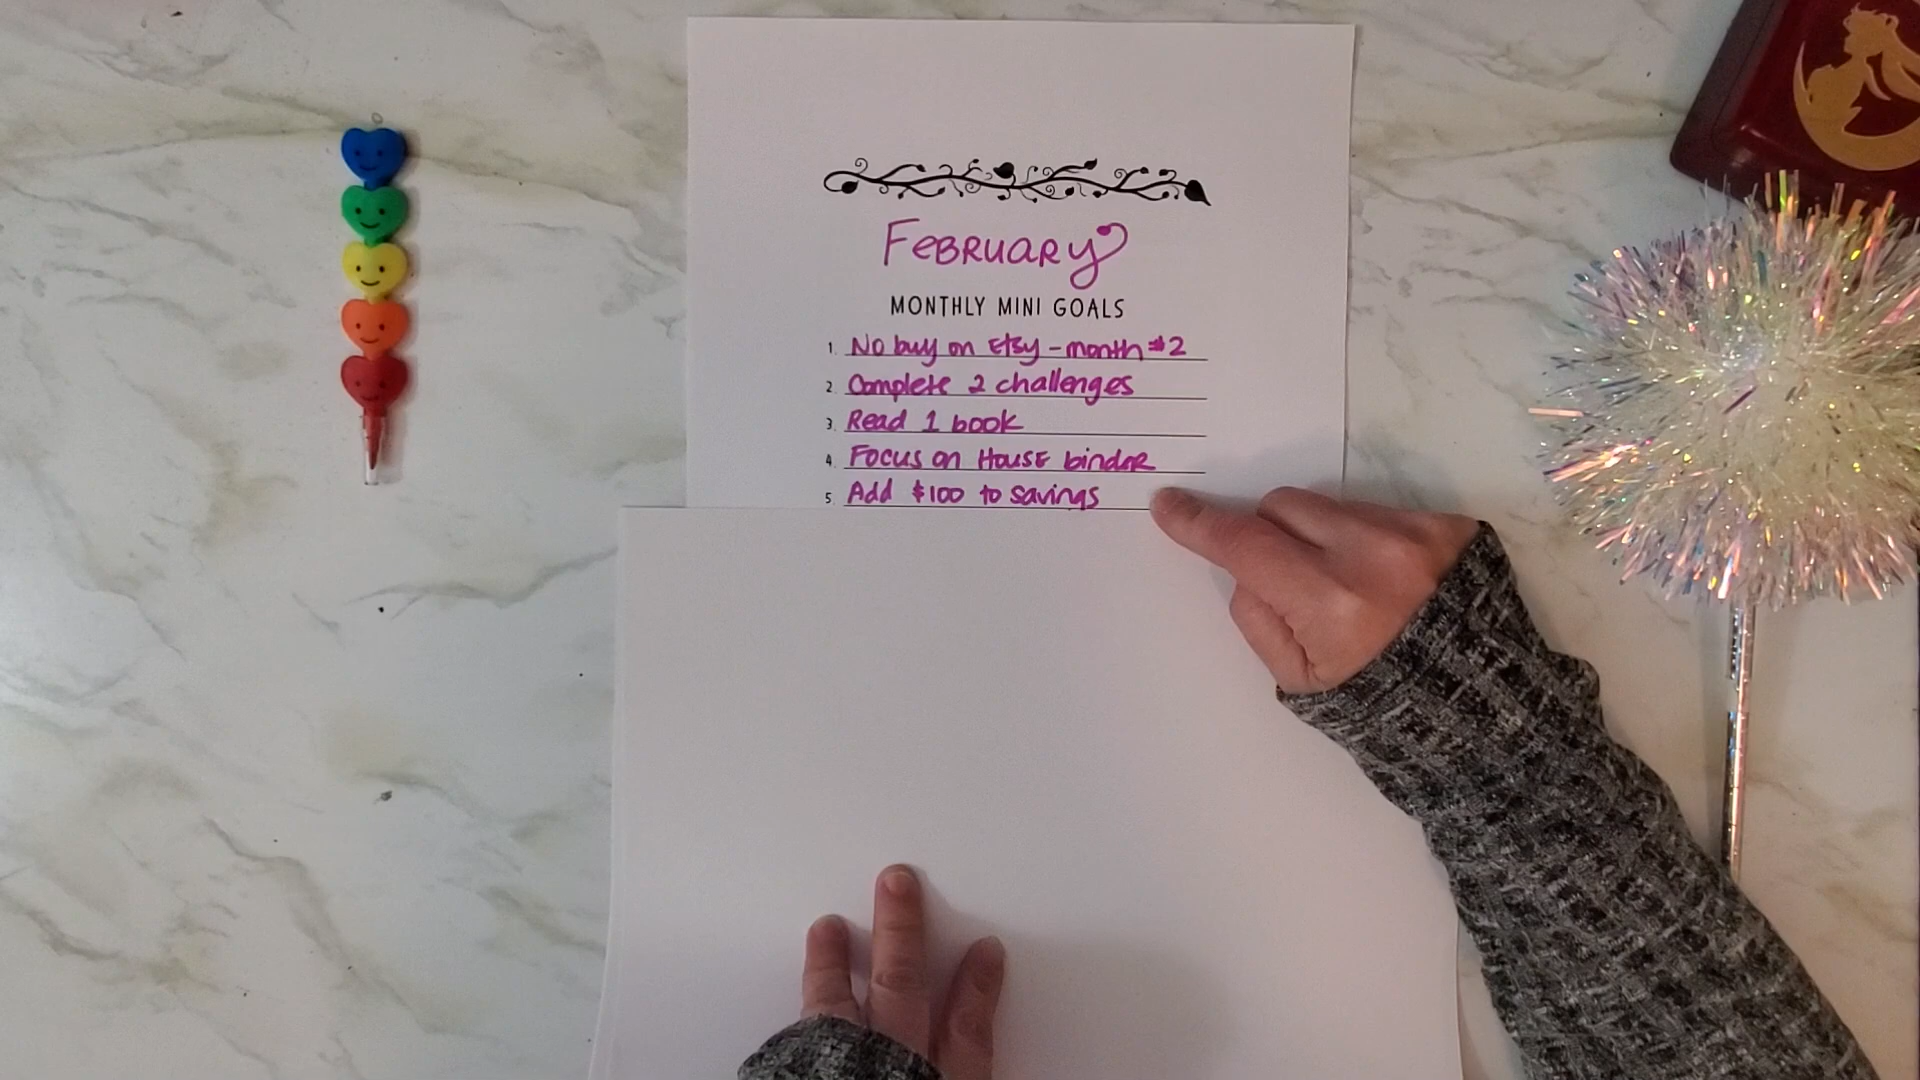 FEBRUARY
MONTHLY MINI GOALS
1. No buy on Etsy - month #2
2. Complete 2 challenges
3. Read 1 book
4. Focus on House binder
5. Add $100 to savings